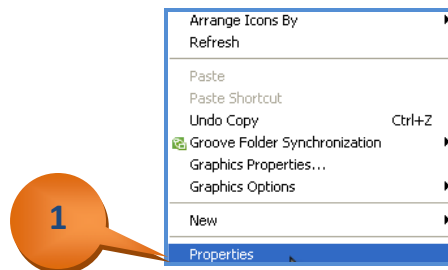 Arrange Icons By
Refresh
Paste
Paste Shortcut
Undo Copy Ctrl+Z
Groove Folder Synchronization
Graphics Properties...
Graphics Options
New
1
Properties